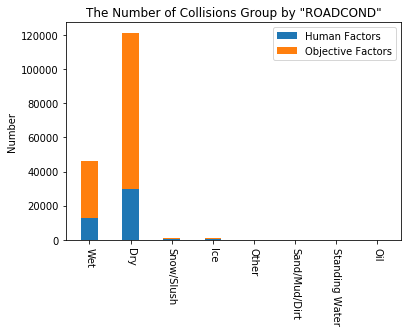 The Number of Collisions Group by "ROADCOND"
Human Factors
Objective Factors
Number
120000
100000
80000
60000
40000
20000
0
Wet
Dry
Snow/Slush
Ice
Other
Sand/Mud/Dirt
Standing Water
Oil